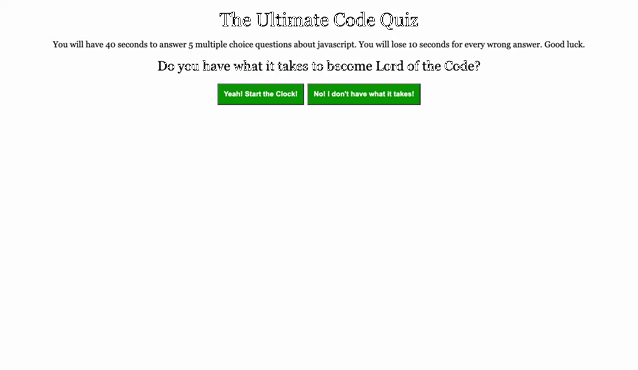 The Ultimate Code Quiz
You will have 40 seconds to answer 5 multiple choice questions about javascript. You will lose 10 seconds for every wrong answer. Good luck.
Do you have what it takes to become Lord of the Code?
Yeah! Start the Clock! No! I don't have what it takes!